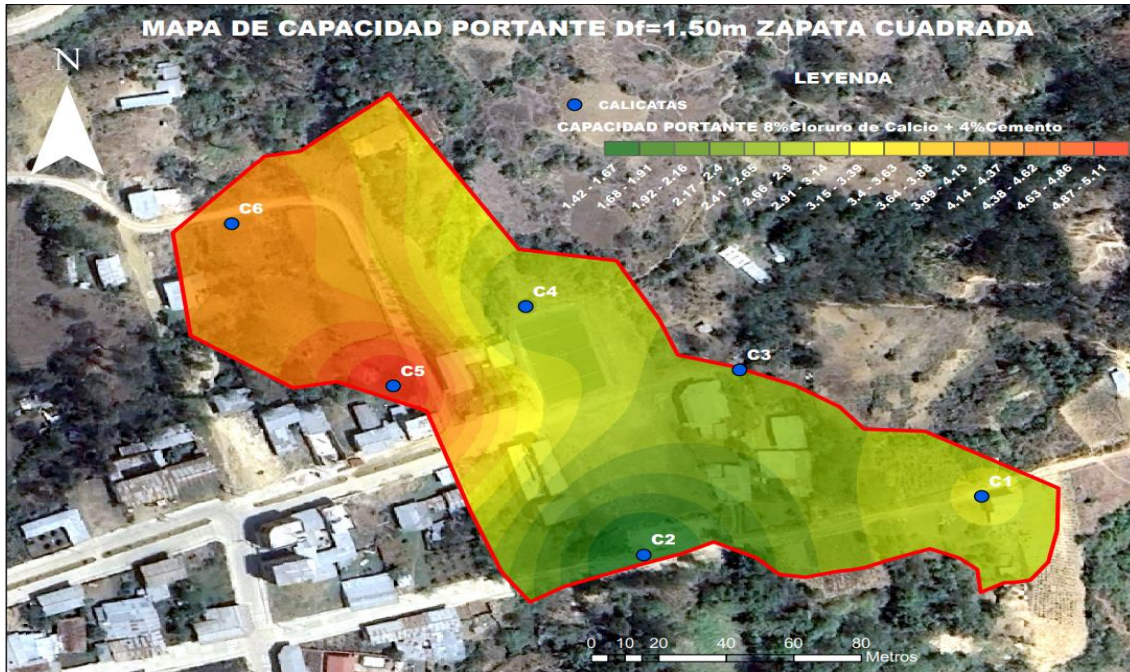 MAPA DE CAPACIDAD PORTANTE Df=1.50m ZAPATA CUADRADA
N
LEYENDA
CALICATAS
CAPACIDAD PORTANTE 8%Cloruro de Calcio + 4%Cemento
1.42 - 1.67
1.68 - 1.91
1.92 - 2.16
2.17 - 2.4
2.41 - 2.65
2.66 - 2.9
2.91 - 3.14
3.15 - 3.39
3.4 - 3.63
3.64 - 3.88
3.89 - 4.13
4.14 - 4.37
4.38 - 4.62
4.63 - 4.86
4.87 - 5.11
C6
C4
C5
C3
C1
C2
0 10 20 40 60 80
Metros